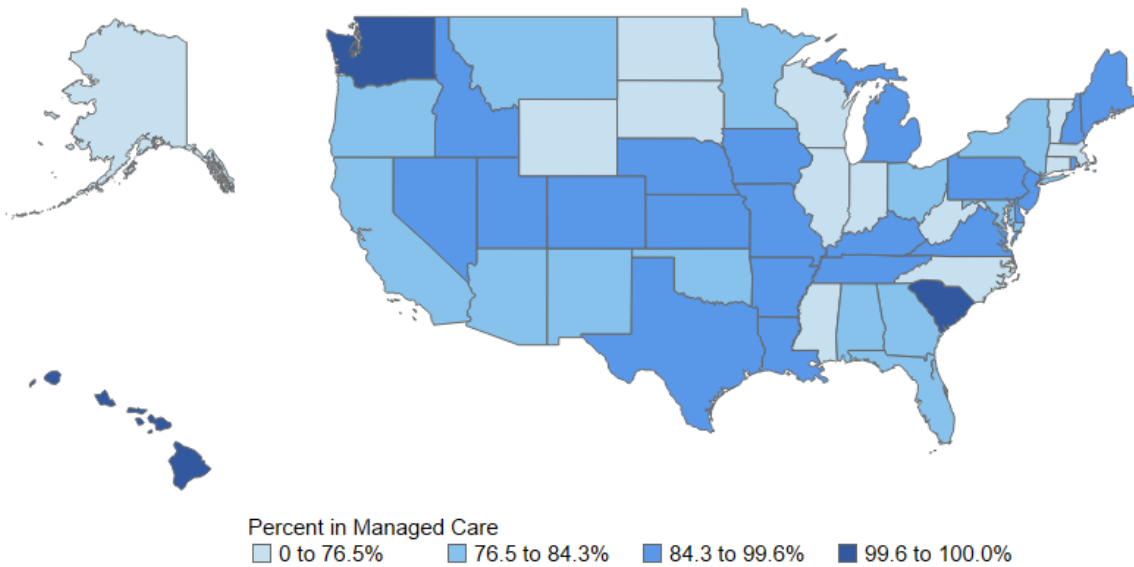 Percent in Managed Care
0 to 76.5% 76.5 to 84.3% 84.3 to 99.6% 99.6 to 100.0%